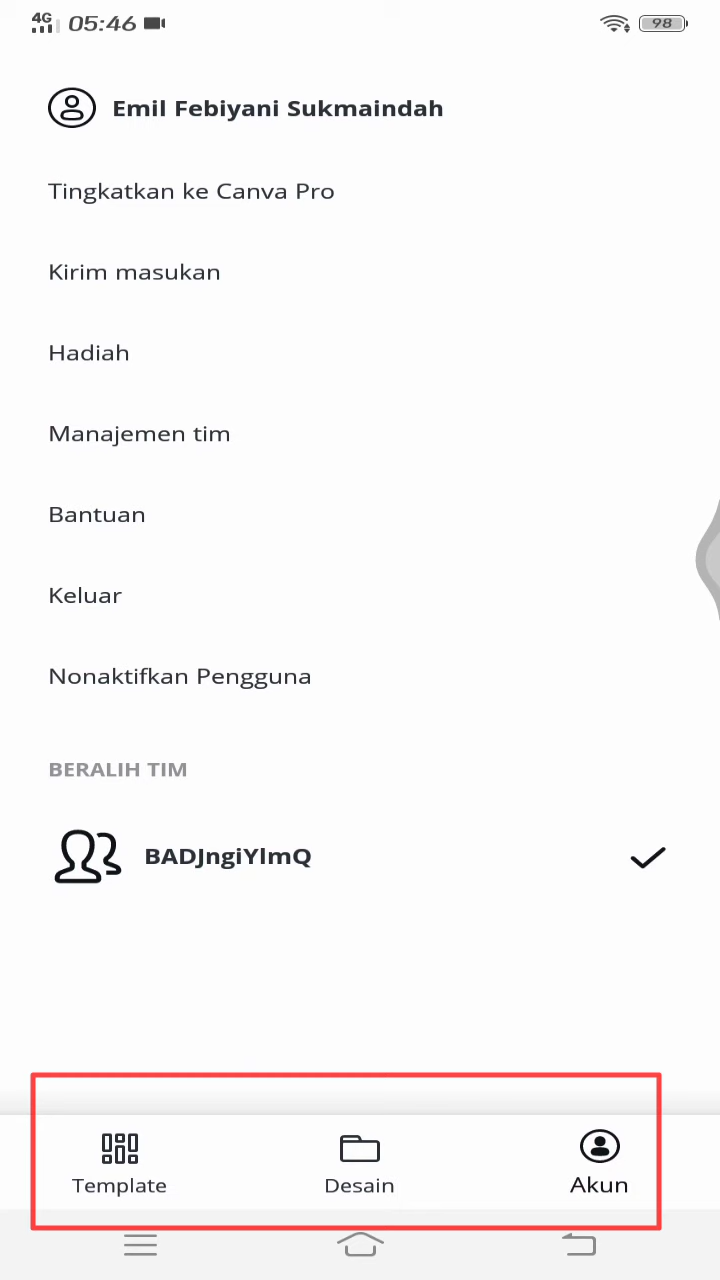 4G 05:46 98
Emil Febiyani Sukmaindah
Tingkatkan ke Canva Pro
Kirim masukan
Hadiah
Manajemen tim
Bantuan
Keluar
Nonaktifkan Pengguna
BERALIH TIM
BADJngiYlmQ
Template Desain Akun